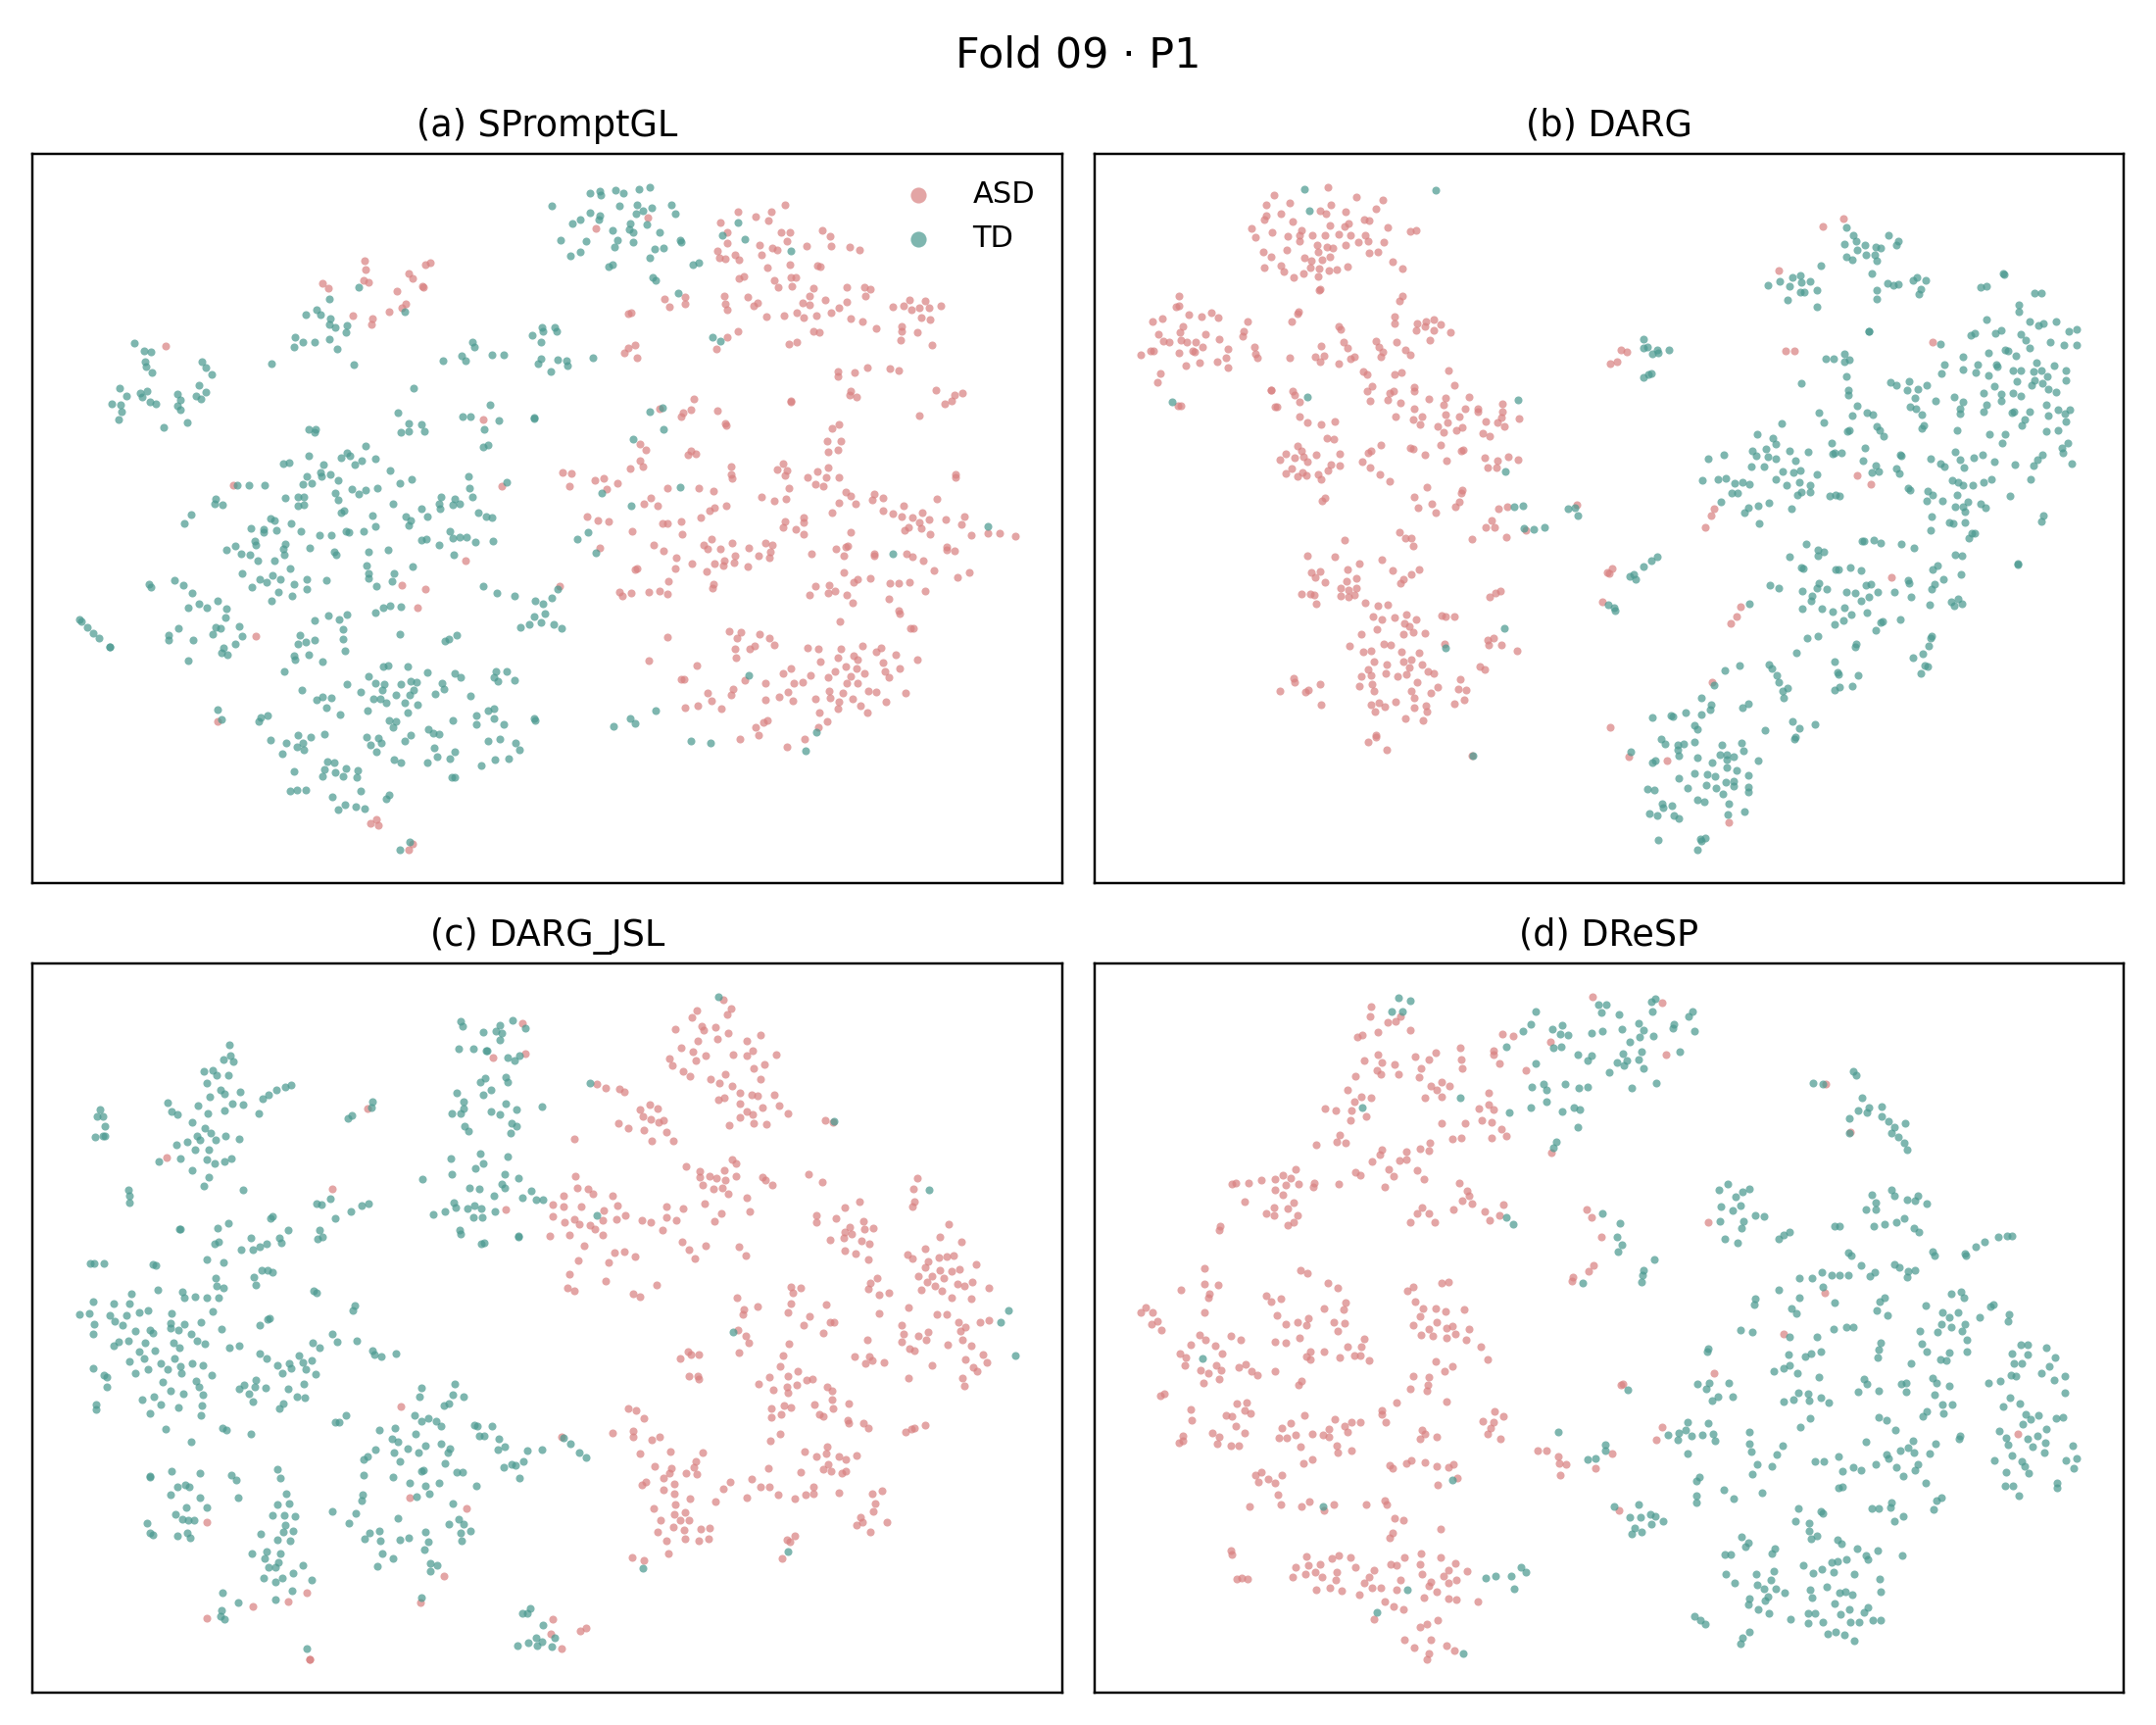 Fold 09 · P1
(a) SPromptGL
(b) DARG
ASD
TD
(c) DARG_JSL
(d) DReSP